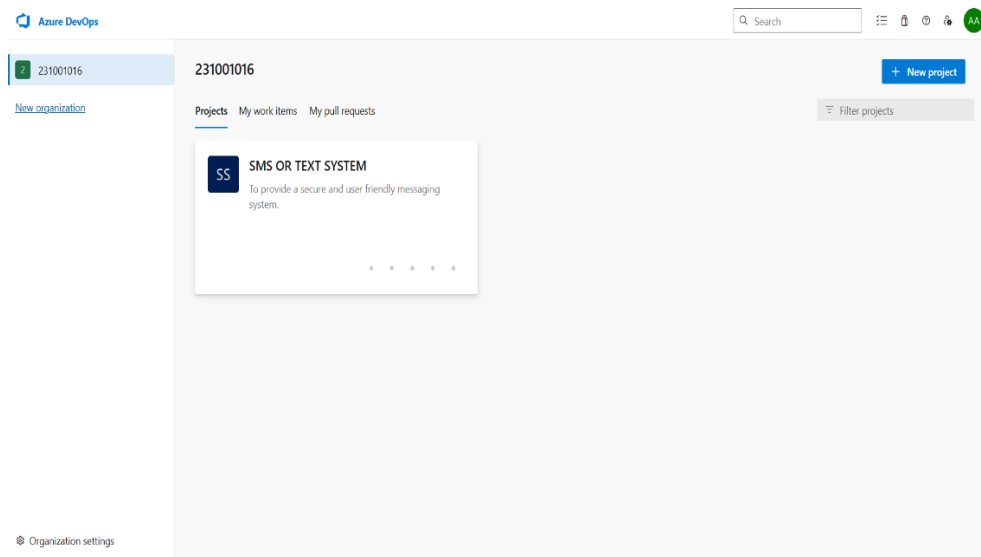 Azure DevOps
Search
AA
2 231001016
New organization
231001016
+ New project
Projects My work items My pull requests
Filter projects
SS
SMS OR TEXT SYSTEM
To provide a secure and user friendly messaging
system.
Organization settings